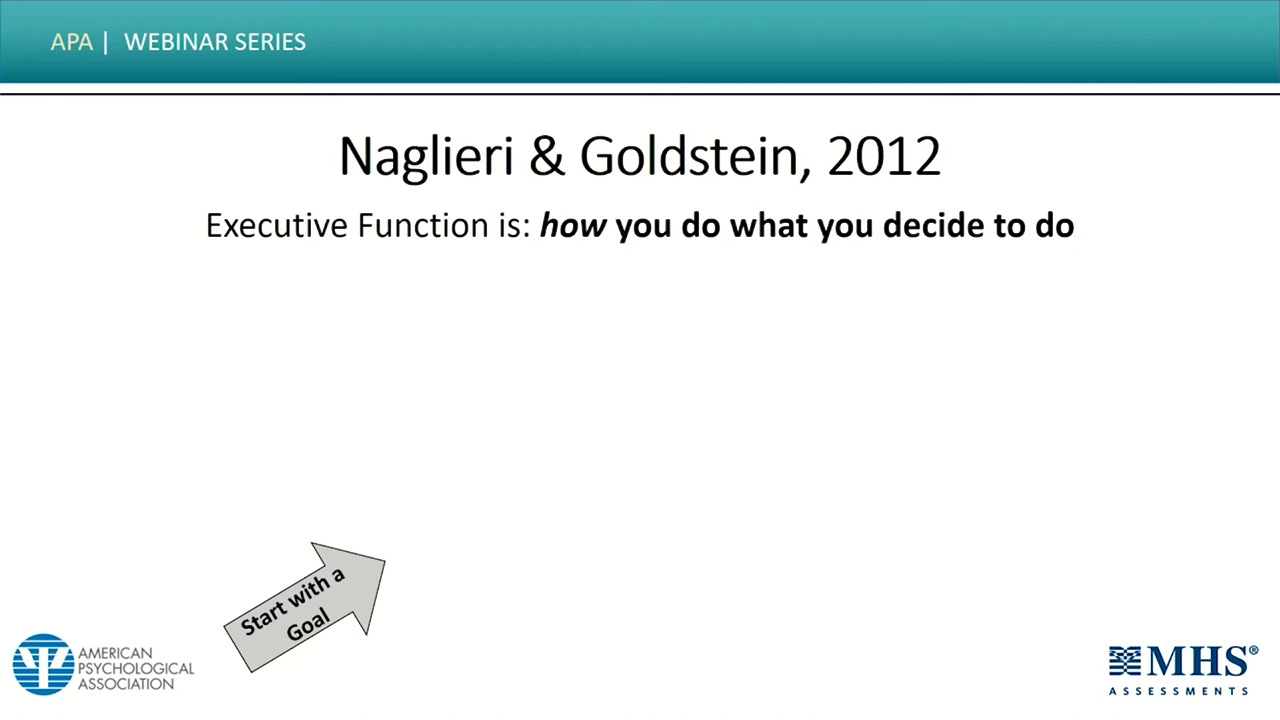 APA | WEBINAR SERIES
Naglieri & Goldstein, 2012
Executive Function is: how you do what you decide to do
Start with a
Goal
AMERICAN
PSYCHOLOGICAL
ASSOCIATION
MHS®
ASSESSMENTS